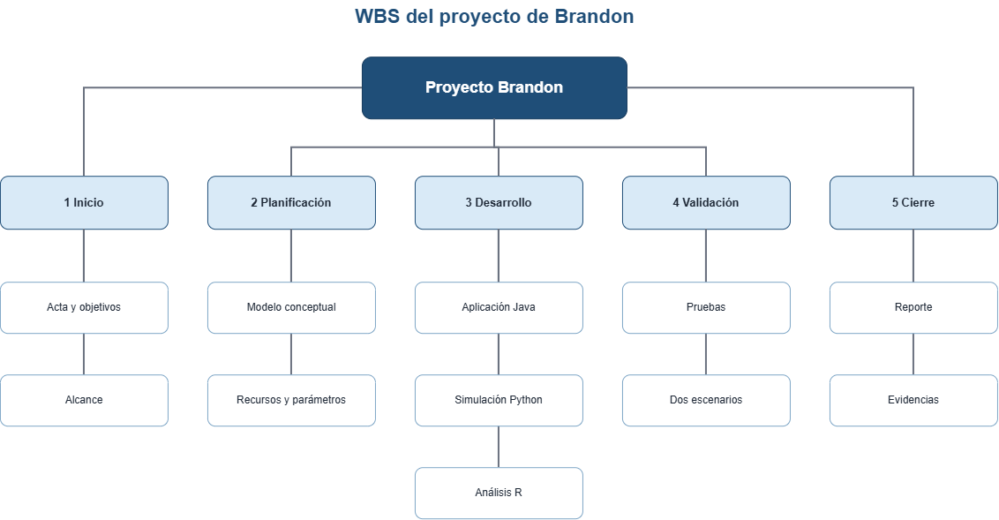 WBS del proyecto de Brandon
Proyecto Brandon
1 Inicio
2 Planificación
3 Desarrollo
4 Validación
5 Cierre
Acta y objetivos
Modelo conceptual
Aplicación Java
Pruebas
Reporte
Alcance
Recursos y parámetros
Simulación Python
Dos escenarios
Evidencias
Análisis R